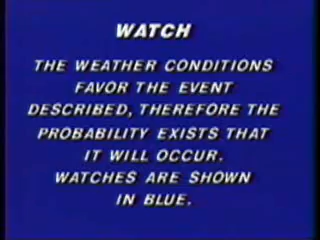 WATCH
THE WEATHER CONDITIONS
FAVOR THE EVENT
DESCRIBED, THEREFORE THE
PROBABILITY EXISTS THAT
IT WILL OCCUR.
WATCHES ARE SHOWN
IN BLUE.